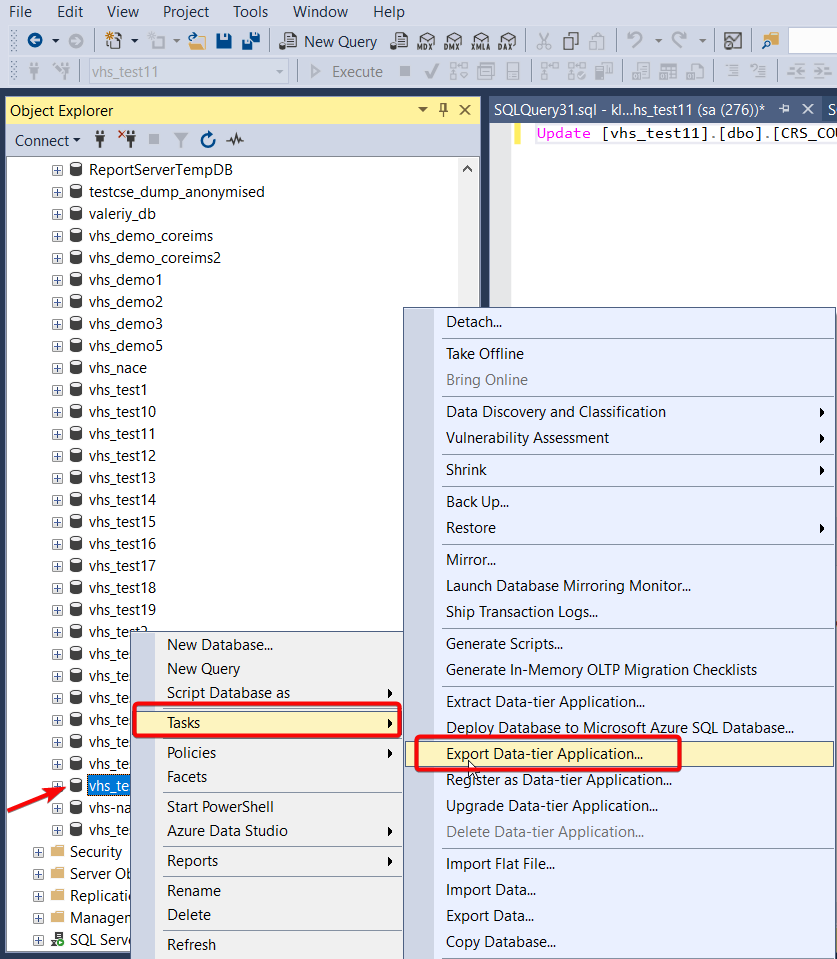 File Edit View Project Tools Window Help
New Query MDX DMX XMLA DAX
vhs_test11 Execute
Object Explorer
Connect
ReportServerTempDB
testcse_dump_anonymised
valeriy_db
vhs_demo_coreims
vhs_demo_coreims2
vhs_demo1
vhs_demo2
vhs_demo3
vhs_demo5
vhs_nace
vhs_test1
vhs_test10
vhs_test11
vhs_test12
vhs_test13
vhs_test14
vhs_test15
vhs_test16
vhs_test17
vhs_test18
vhs_test19
vhs_test2
vhs_te
vhs_te
vhs_te
vhs_te
vhs_te
vhs_te
vhs_te
vhs-na
vhs_te
Security
Server Ob
Replicati
Managem
SQL Serve
SQLQuery31.sql - kl...hs_test11 (sa (276))* S
Update [vhs_test11].[dbo].[CRS_COU
New Database...
New Query
Script Database as
Tasks
Policies
Facets
Start PowerShell
Azure Data Studio
Reports
Rename
Delete
Refresh
Detach...
Take Offline
Bring Online
Data Discovery and Classification
Vulnerability Assessment
Shrink
Back Up...
Restore
Mirror...
Launch Database Mirroring Monitor...
Ship Transaction Logs...
Generate Scripts...
Generate In-Memory OLTP Migration Checklists
Extract Data-tier Application...
Deploy Database to Microsoft Azure SQL Database...
Export Data-tier Application...
Register as Data-tier Application...
Upgrade Data-tier Application...
Delete Data-tier Application...
Import Flat File...
Import Data...
Export Data...
Copy Database...